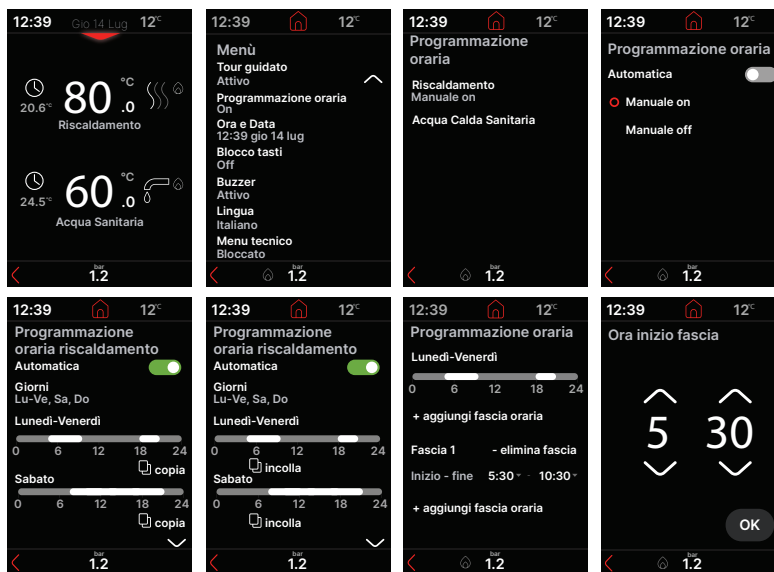 12:39 Gio 14 Lug 12°C
20.6°C 80.0 °C
Riscaldamento
24.5°C 60.0 °C
Acqua Sanitaria
bar
1.2
12:39 12°C
Menù
Tour guidato
Attivo
Programmazione oraria
On
Ora e Data
12:39 gio 14 lug
Blocco tasti
Off
Buzzer
Attivo
Lingua
Italiano
Menu tecnico
Bloccato
bar
1.2
12:39 12°C
Programmazione
oraria
Riscaldamento
Manuale on
Acqua Calda Sanitaria
bar
1.2
12:39 12°C
Programmazione oraria
Automatica
Manuale on
Manuale off
bar
1.2
12:39 12°C
Programmazione
oraria riscaldamento
Automatica
Giorni
Lu-Ve, Sa, Do
Lunedì-Venerdì
0 6 12 18 24
copia
Sabato
0 6 12 18 24
copia
bar
1.2
12:39 12°C
Programmazione
oraria riscaldamento
Automatica
Giorni
Lu-Ve, Sa, Do
Lunedì-Venerdì
0 6 12 18 24
incolla
Sabato
0 6 12 18 24
incolla
bar
1.2
12:39 12°C
Programmazione oraria
Lunedì-Venerdì
0 6 12 18 24
+ aggiungi fascia oraria
Fascia 1 - elimina fascia
Inizio - fine 5:30 - 10:30
+ aggiungi fascia oraria
bar
1.2
12:39 12°C
Ora inizio fascia
5 30
OK
bar
1.2